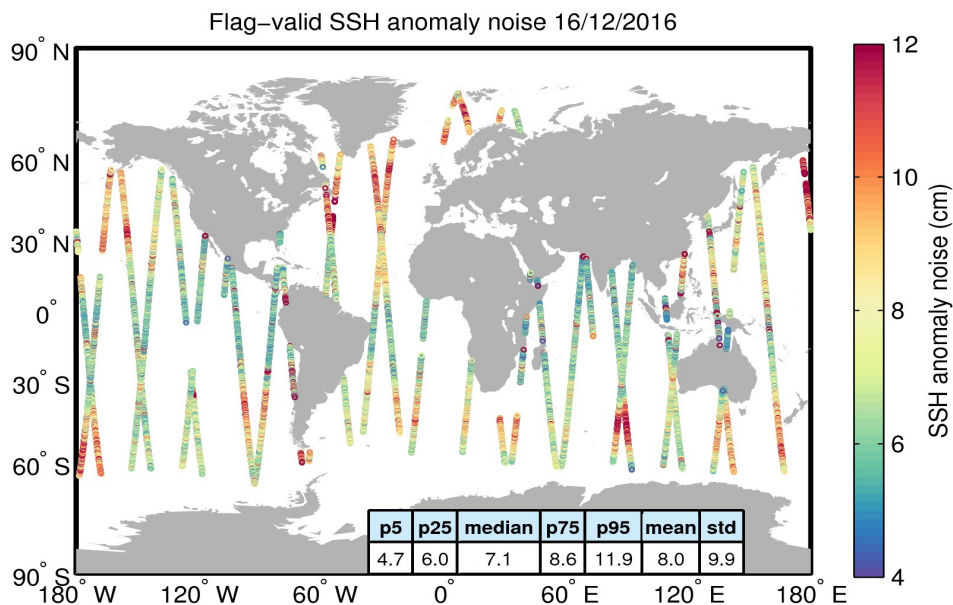 Flag−valid SSH anomaly noise 16/12/2016
90° N
60° N
30° N
0°
30° S
60° S
90° S
180° W 120° W 60° W 0° 60° E 120° E 180° E
p5 p25 median p75 p95 mean std
4.7 6.0 7.1 8.6 11.9 8.0 9.9
12
10
8
6
4
SSH anomaly noise (cm)